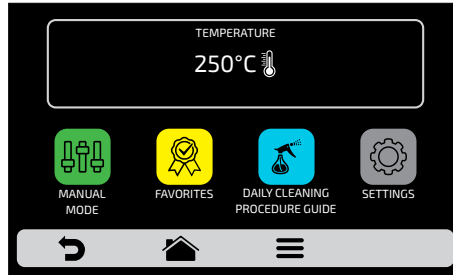 TEMPERATURE
250°C
MANUAL
MODE
FAVORITES
DAILY CLEANING
PROCEDURE GUIDE
SETTINGS